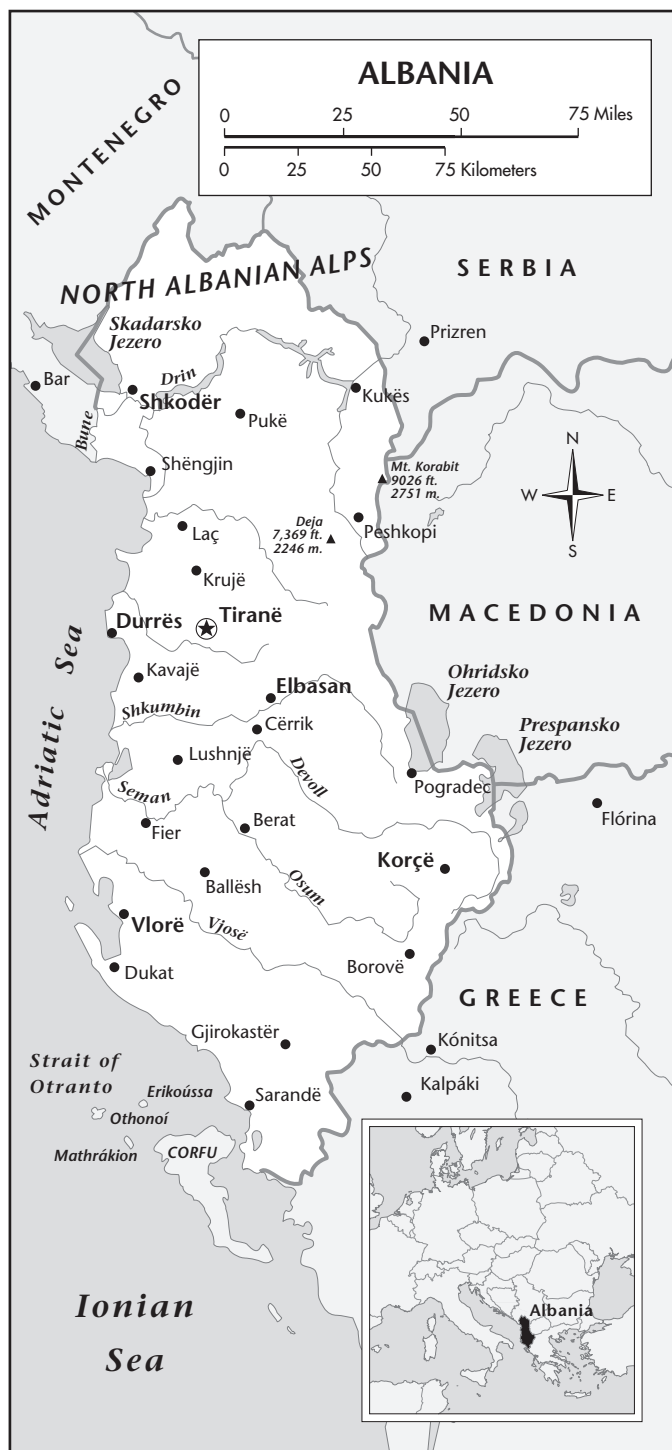 ALBANIA
0 25 50 75 Miles
0 25 50 75 Kilometers
MONTENEGRO
NORTH ALBANIAN ALPS
SERBIA
Skadarsko
Jezero
Prizren
Bar
Drin
Shkodër
Kukës
Pukë
Bune
Shëngjin
Mt. Korabit
9026 ft.
2751 m.
N
W E
S
Laç
Deja
7,369 ft.
2246 m.
Peshkopi
Krujë
Durrës
Tiranë
MACEDONIA
Adriatic Sea
Kavajë
Elbasan
Ohridsko
Jezero
Shkumbin
Cërrik
Prespansko
Jezero
Lushnjë
Devoll
Pogradec
Seman
Fier
Berat
Flórina
Korçë
Ballësh
Osum
Vlorë
Vjosë
Dukat
Borovë
GREECE
Gjirokastër
Kónitsa
Strait of
Otranto
Erikoússa
Sarandë
Kalpáki
Othonoí
Mathrákion
CORFU
Ionian
Sea
Albania